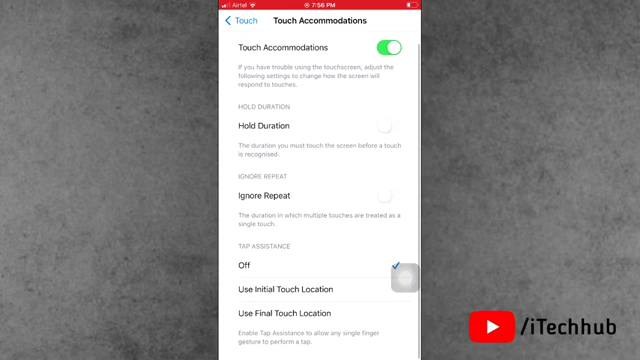 Airtel 7:56 PM
Touch Touch Accommodations
Touch Accommodations
If you have trouble using the touchscreen, adjust the
following settings to change how the screen will
respond to touches.
HOLD DURATION
Hold Duration
The duration you must touch the screen before a touch
is recognised.
IGNORE REPEAT
Ignore Repeat
The duration in which multiple touches are treated as a
single touch.
TAP ASSISTANCE
Off
Use Initial Touch Location
Use Final Touch Location
Enable Tap Assistance to allow any single finger
gesture to perform a tap.
/iTechhub